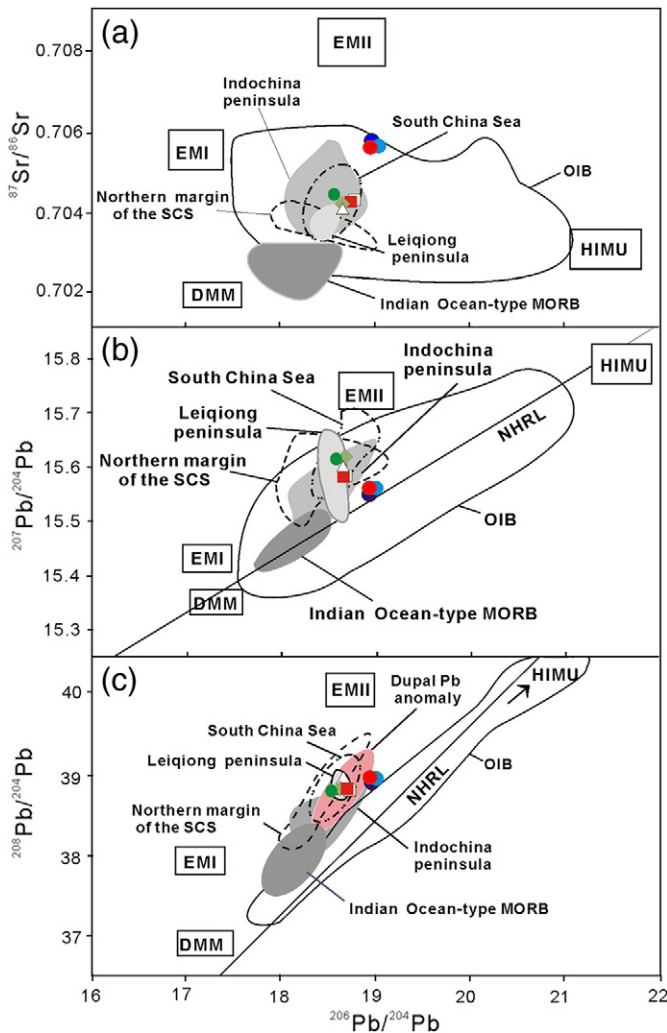 (a)
EMII
0.708
Indochina
peninsula
South China Sea
0.706
EMI
OIB
87Sr/86Sr
Northern margin
of the SCS
0.704
Leiqiong
peninsula
HIMU
DMM
0.702
Indian Ocean-type MORB
(b)
15.8
Indochina
peninsula
HIMU
South China Sea
EMII
15.7
Leiqiong
peninsula
NHRL
Northern margin
of the SCS
15.6
207Pb/204Pb
15.5
OIB
EMI
15.4
DMM
Indian Ocean-type MORB
15.3
(c)
40
EMII
Dupal Pb
anomaly
HIMU
South China Sea
Leiqiong peninsula
OIB
39
NHRL
208Pb/204Pb
Northern margin
of the SCS
Indochina
peninsula
38
EMI
Indian Ocean-type MORB
37
DMM
16 17 18 19 20 21 22
206Pb/204Pb